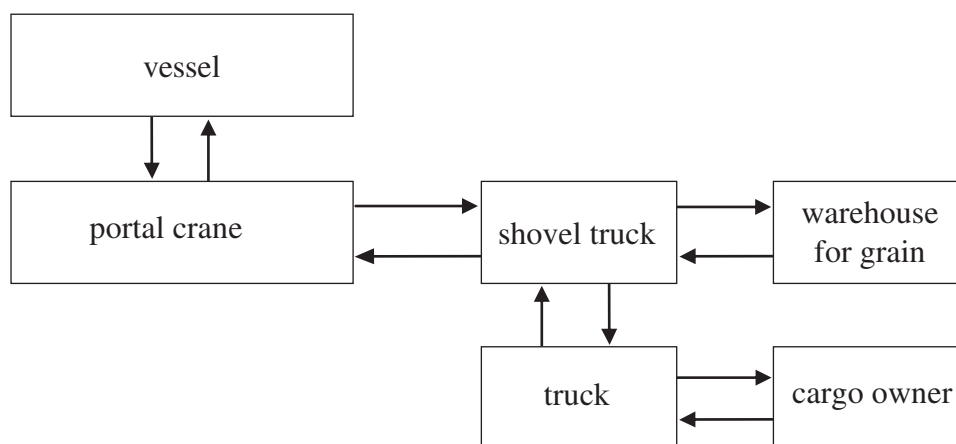 vessel
portal crane
shovel truck
warehouse
for grain
truck
cargo owner